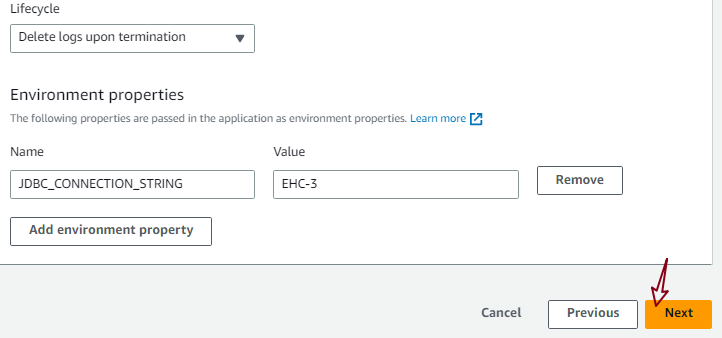 Lifecycle
Delete logs upon termination
Environment properties
The following properties are passed in the application as environment properties. Learn more
Name Value
JDBC_CONNECTION_STRING EHC-3 Remove
Add environment property
Cancel Previous Next